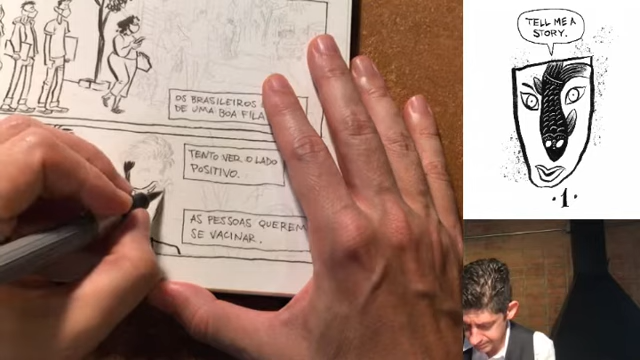 OS BRASILEIROS
DE UMA BOA FILA
TENTO VER O LADO
POSITIVO.
AS PESSOAS QUEREM
SE VACINAR.
TELL ME A
STORY.
·1·